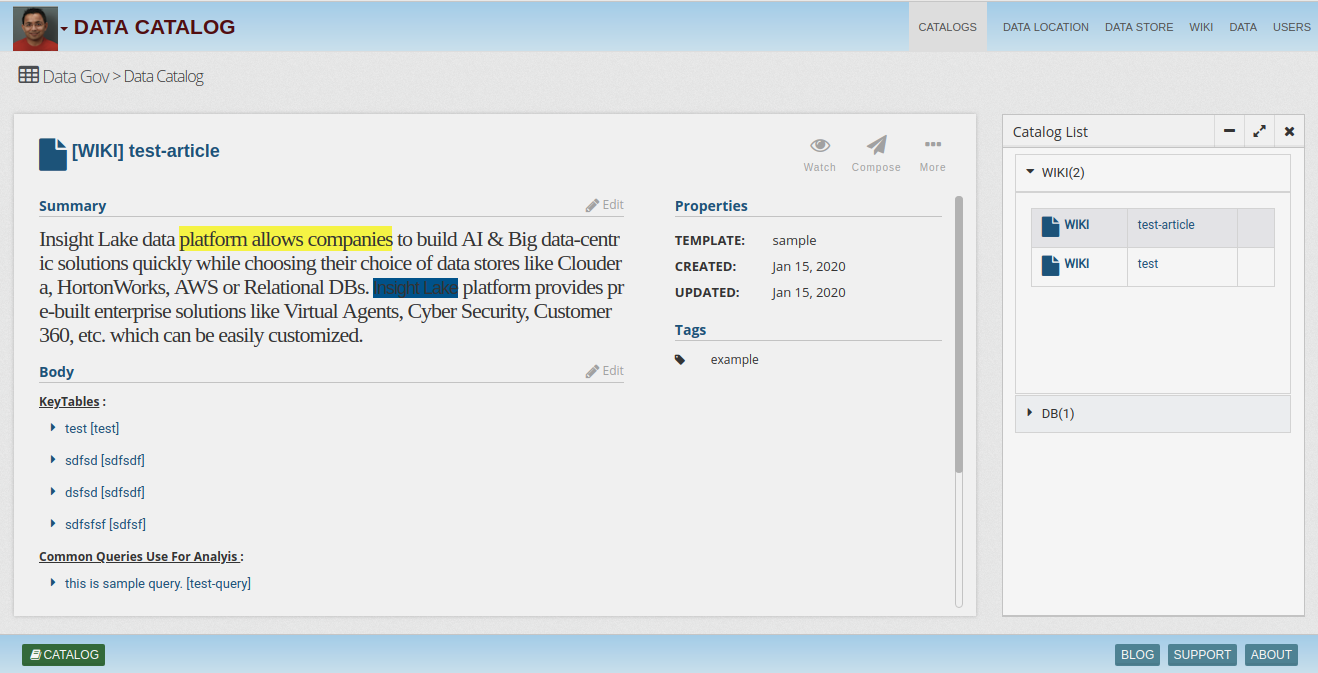 DATA CATALOG
CATALOGS DATA LOCATION DATA STORE WIKI DATA USERS
Data Gov > Data Catalog
[WIKI] test-article
Watch Compose More
Summary Edit
Insight Lake data platform allows companies to build AI & Big data-centr
ic solutions quickly while choosing their choice of data stores like Clouder
a, HortonWorks, AWS or Relational DBs. Insight Lake platform provides pr
e-built enterprise solutions like Virtual Agents, Cyber Security, Customer
360, etc. which can be easily customized.
Body Edit
KeyTables :
test [test]
sdfsd [sdfsdf]
dsfsd [sdfsdf]
sdfsfsf [sdfsf]
Common Queries Use For Analyis :
this is sample query. [test-query]
Properties
TEMPLATE: sample
CREATED: Jan 15, 2020
UPDATED: Jan 15, 2020
Tags
example
Catalog List
WIKI(2)
WIKI test-article
WIKI test
DB(1)
CATALOG
BLOG SUPPORT ABOUT